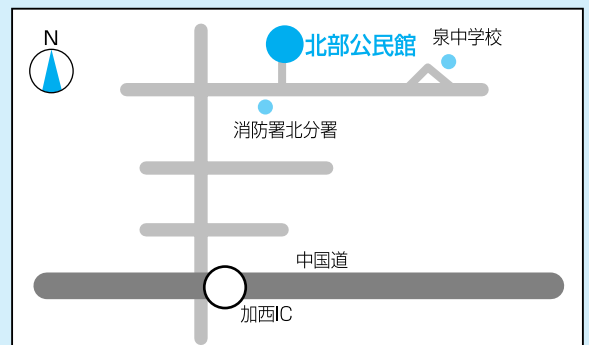 N
北部公民館
泉中学校
消防署北分署
中国道
加西IC